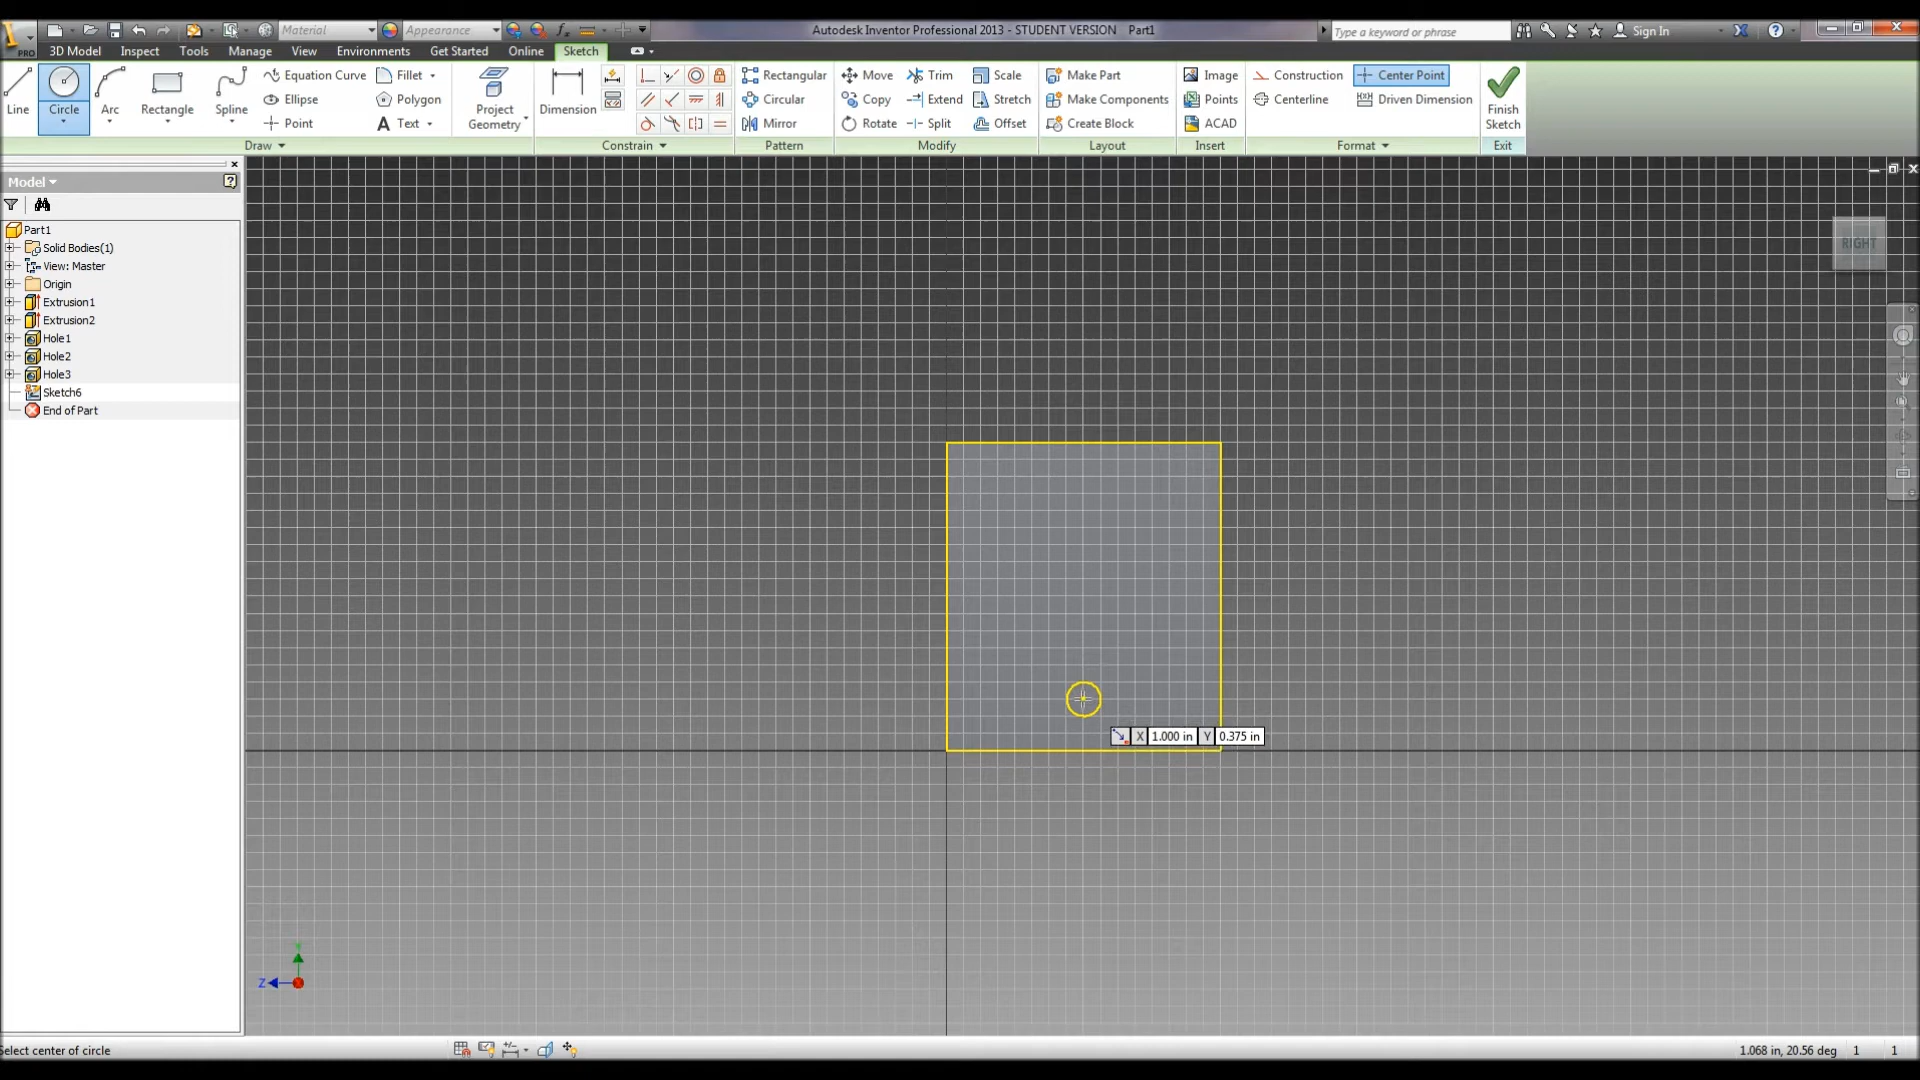 Material Appearance Autodesk Inventor Professional 2013 - STUDENT VERSION Part1 Type a keyword or phrase Sign In
PRO 3D Model Inspect Tools Manage View Environments Get Started Online Sketch
Line Circle Arc Rectangle Spline
Equation Curve Fillet
Ellipse Polygon
Point A Text
Project Geometry
Dimension
Rectangular
Circular
Mirror
Move Trim Scale
Copy Extend Stretch
Rotate Split Offset
Make Part
Make Components
Create Block
Image
Points
ACAD
Construction Center Point
Centerline Driven Dimension
Finish Sketch
Draw Constrain Pattern Modify Layout Insert Format Exit
Model
Part1
Solid Bodies(1)
View: Master
Origin
Extrusion1
Extrusion2
Hole1
Hole2
Hole3
Sketch6
End of Part
RIGHT
X 1.000 in Y 0.375 in
Y
Z
Select center of circle 1.068 in, 20.56 deg 1 1